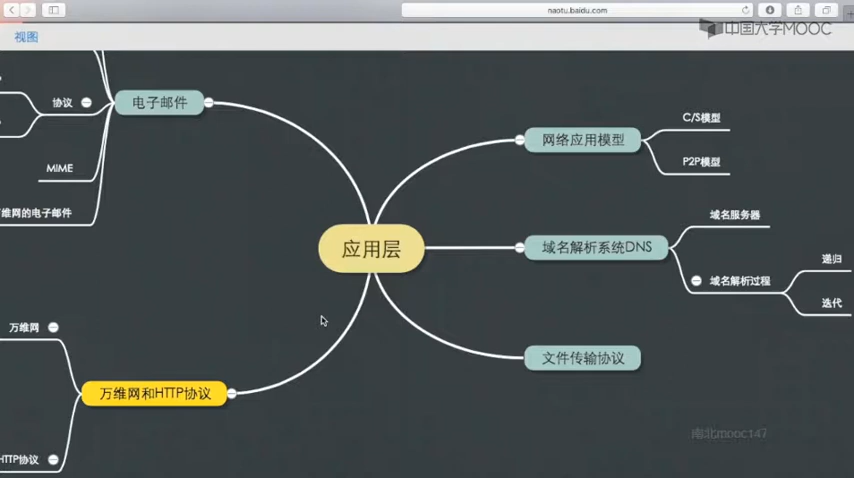 naotu.baidu.com
中国大学MOOC
视图
协议
电子邮件
MIME
万维网的电子邮件
应用层
网络应用模型
C/S模型
P2P模型
域名解析系统DNS
域名服务器
域名解析过程
递归
迭代
文件传输协议
万维网
万维网和HTTP协议
HTTP协议
南北mooc147